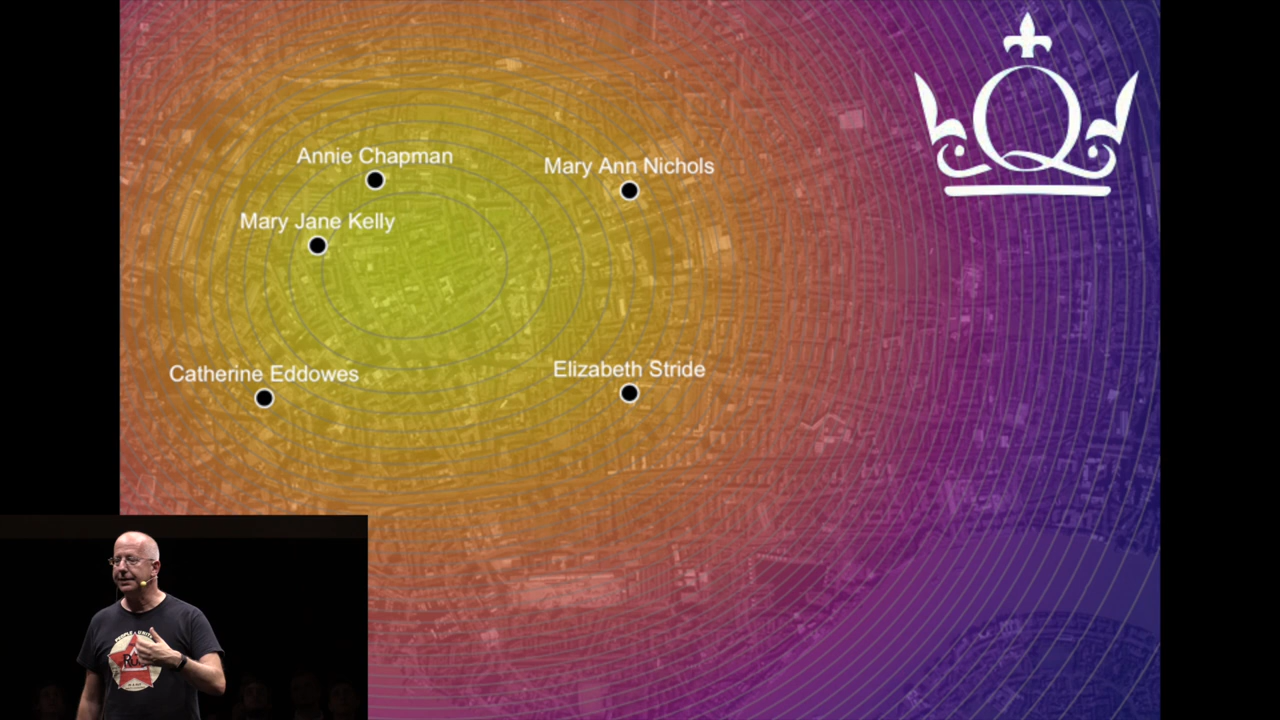 Annie Chapman
Mary Ann Nichols
Mary Jane Kelly
Catherine Eddowes
Elizabeth Stride
Q